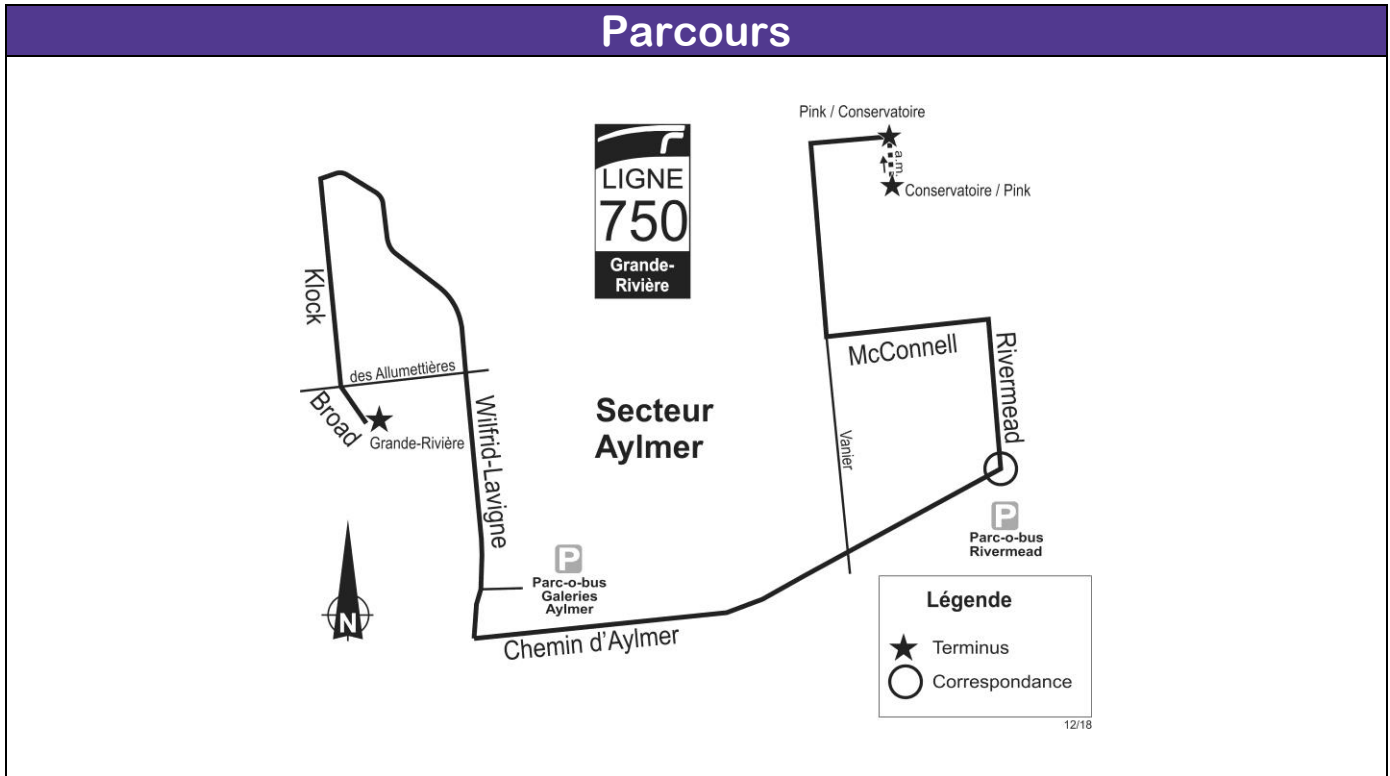 Parcours
Pink / Conservatoire
a.m.
Conservatoire / Pink
LIGNE
750
Grande-
Rivière
Klock
des Allumettières
Broad
Grande-Rivière
Wilfrid-Lavigne
Secteur
Aylmer
McConnell
Rivermead
Vanier
P
Parc-o-bus
Rivermead
P
Parc-o-bus
Galeries
Aylmer
N
Chemin d'Aylmer
Légende
Terminus
Correspondance
12/18